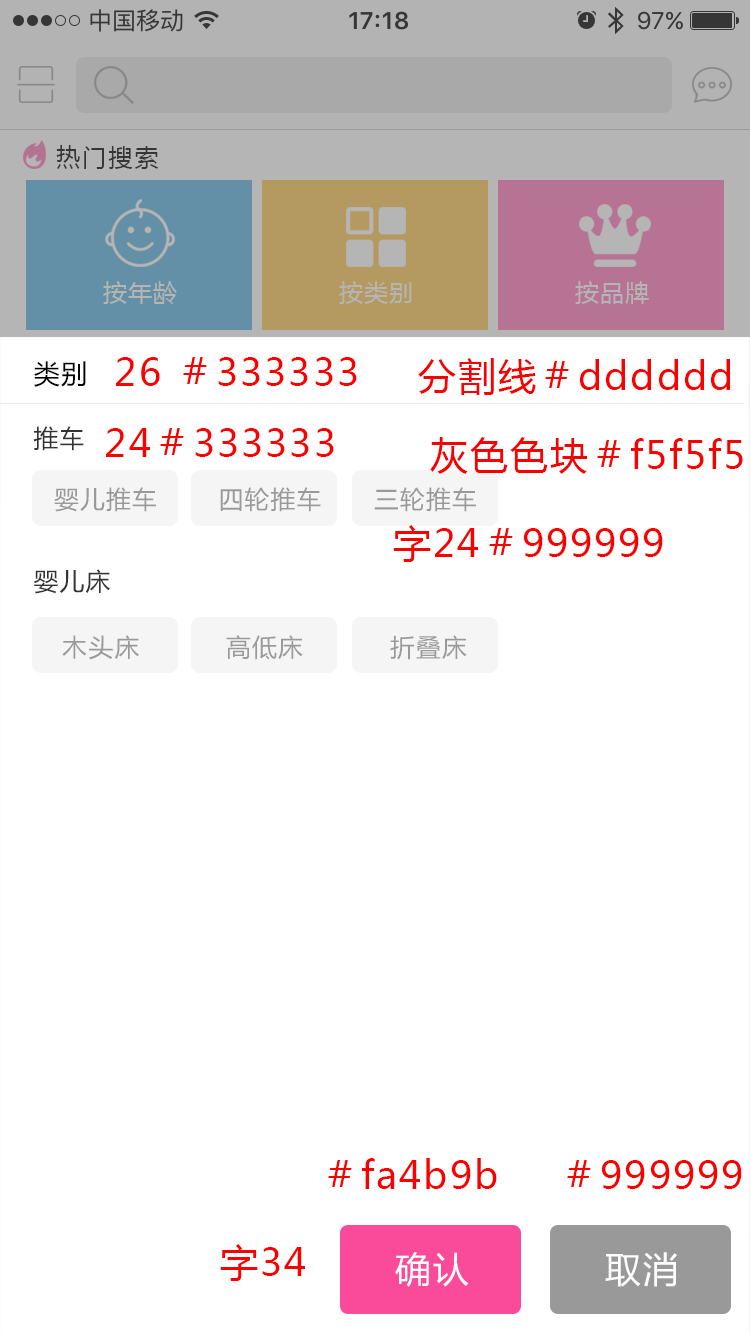 中国移动 17:18 97%
热门搜索
按年龄 按类别 按品牌
类别 26 #333333 分割线#dddddd
推车 24#333333 灰色色块#f5f5f5
婴儿推车 四轮推车 三轮推车
字24#999999
婴儿床
木头床 高低床 折叠床
#fa4b9b #999999
字34 确认 取消